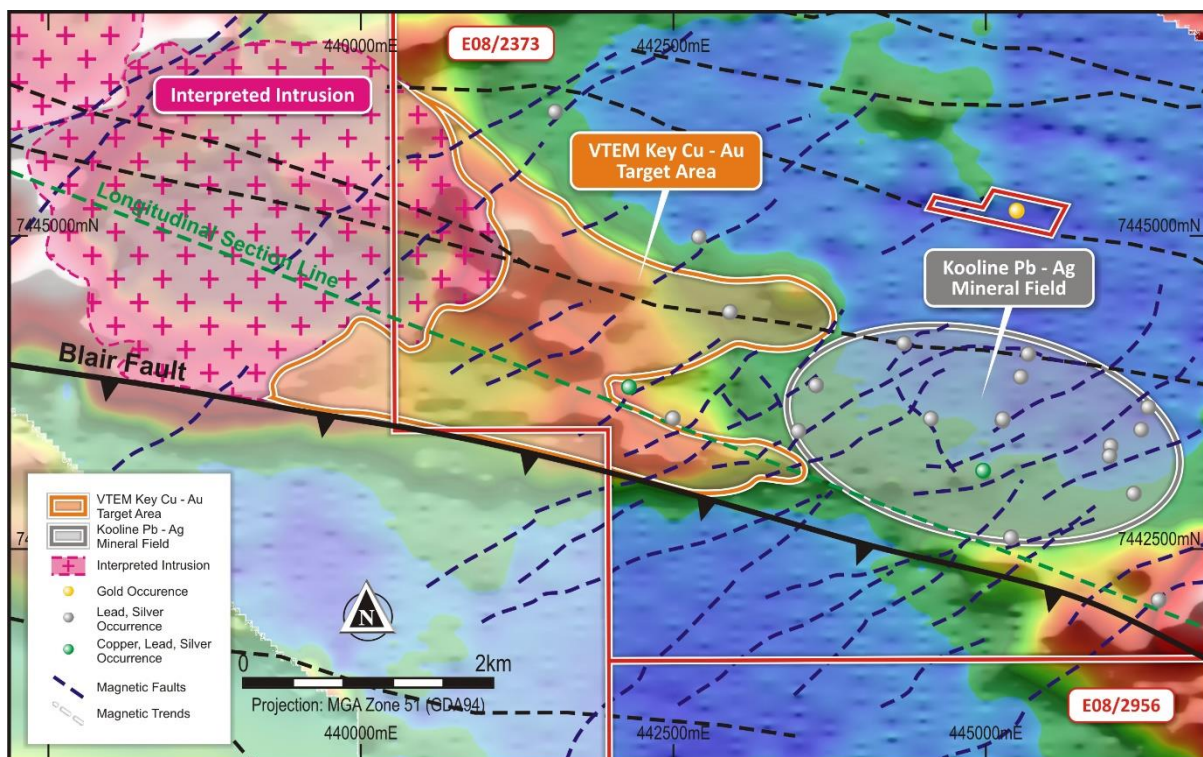 440000mE
E08/2373
442500mE
445000mE
Interpreted Intrusion
VTEM Key Cu - Au
Target Area
7445000mN
7445000mN
Longitudinal Section Line
Kooline Pb - Ag
Mineral Field
Blair Fault
VTEM Key Cu - Au
Target Area
Kooline Pb - Ag
Mineral Field
Interpreted Intrusion
Gold Occurence
Lead, Silver
Occurrence
Copper, Lead, Silver
Occurrence
Magnetic Faults
Magnetic Trends
N
0
2km
Projection: MGA Zone 51 (GDA94)
7442500mN
E08/2956
440000mE
442500mE
445000mE